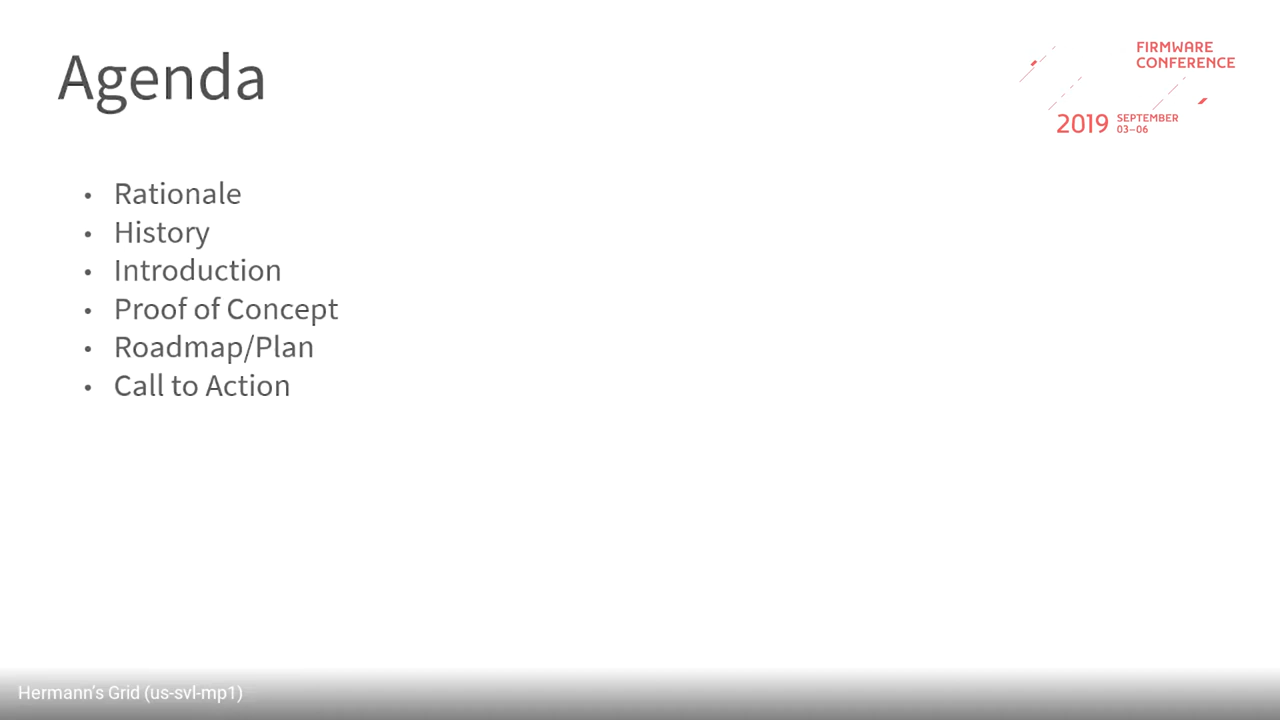 Agenda
FIRMWARE
CONFERENCE
2019 SEPTEMBER
03–06
• Rationale
• History
• Introduction
• Proof of Concept
• Roadmap/Plan
• Call to Action
Hermann's Grid (us-svl-mp1)